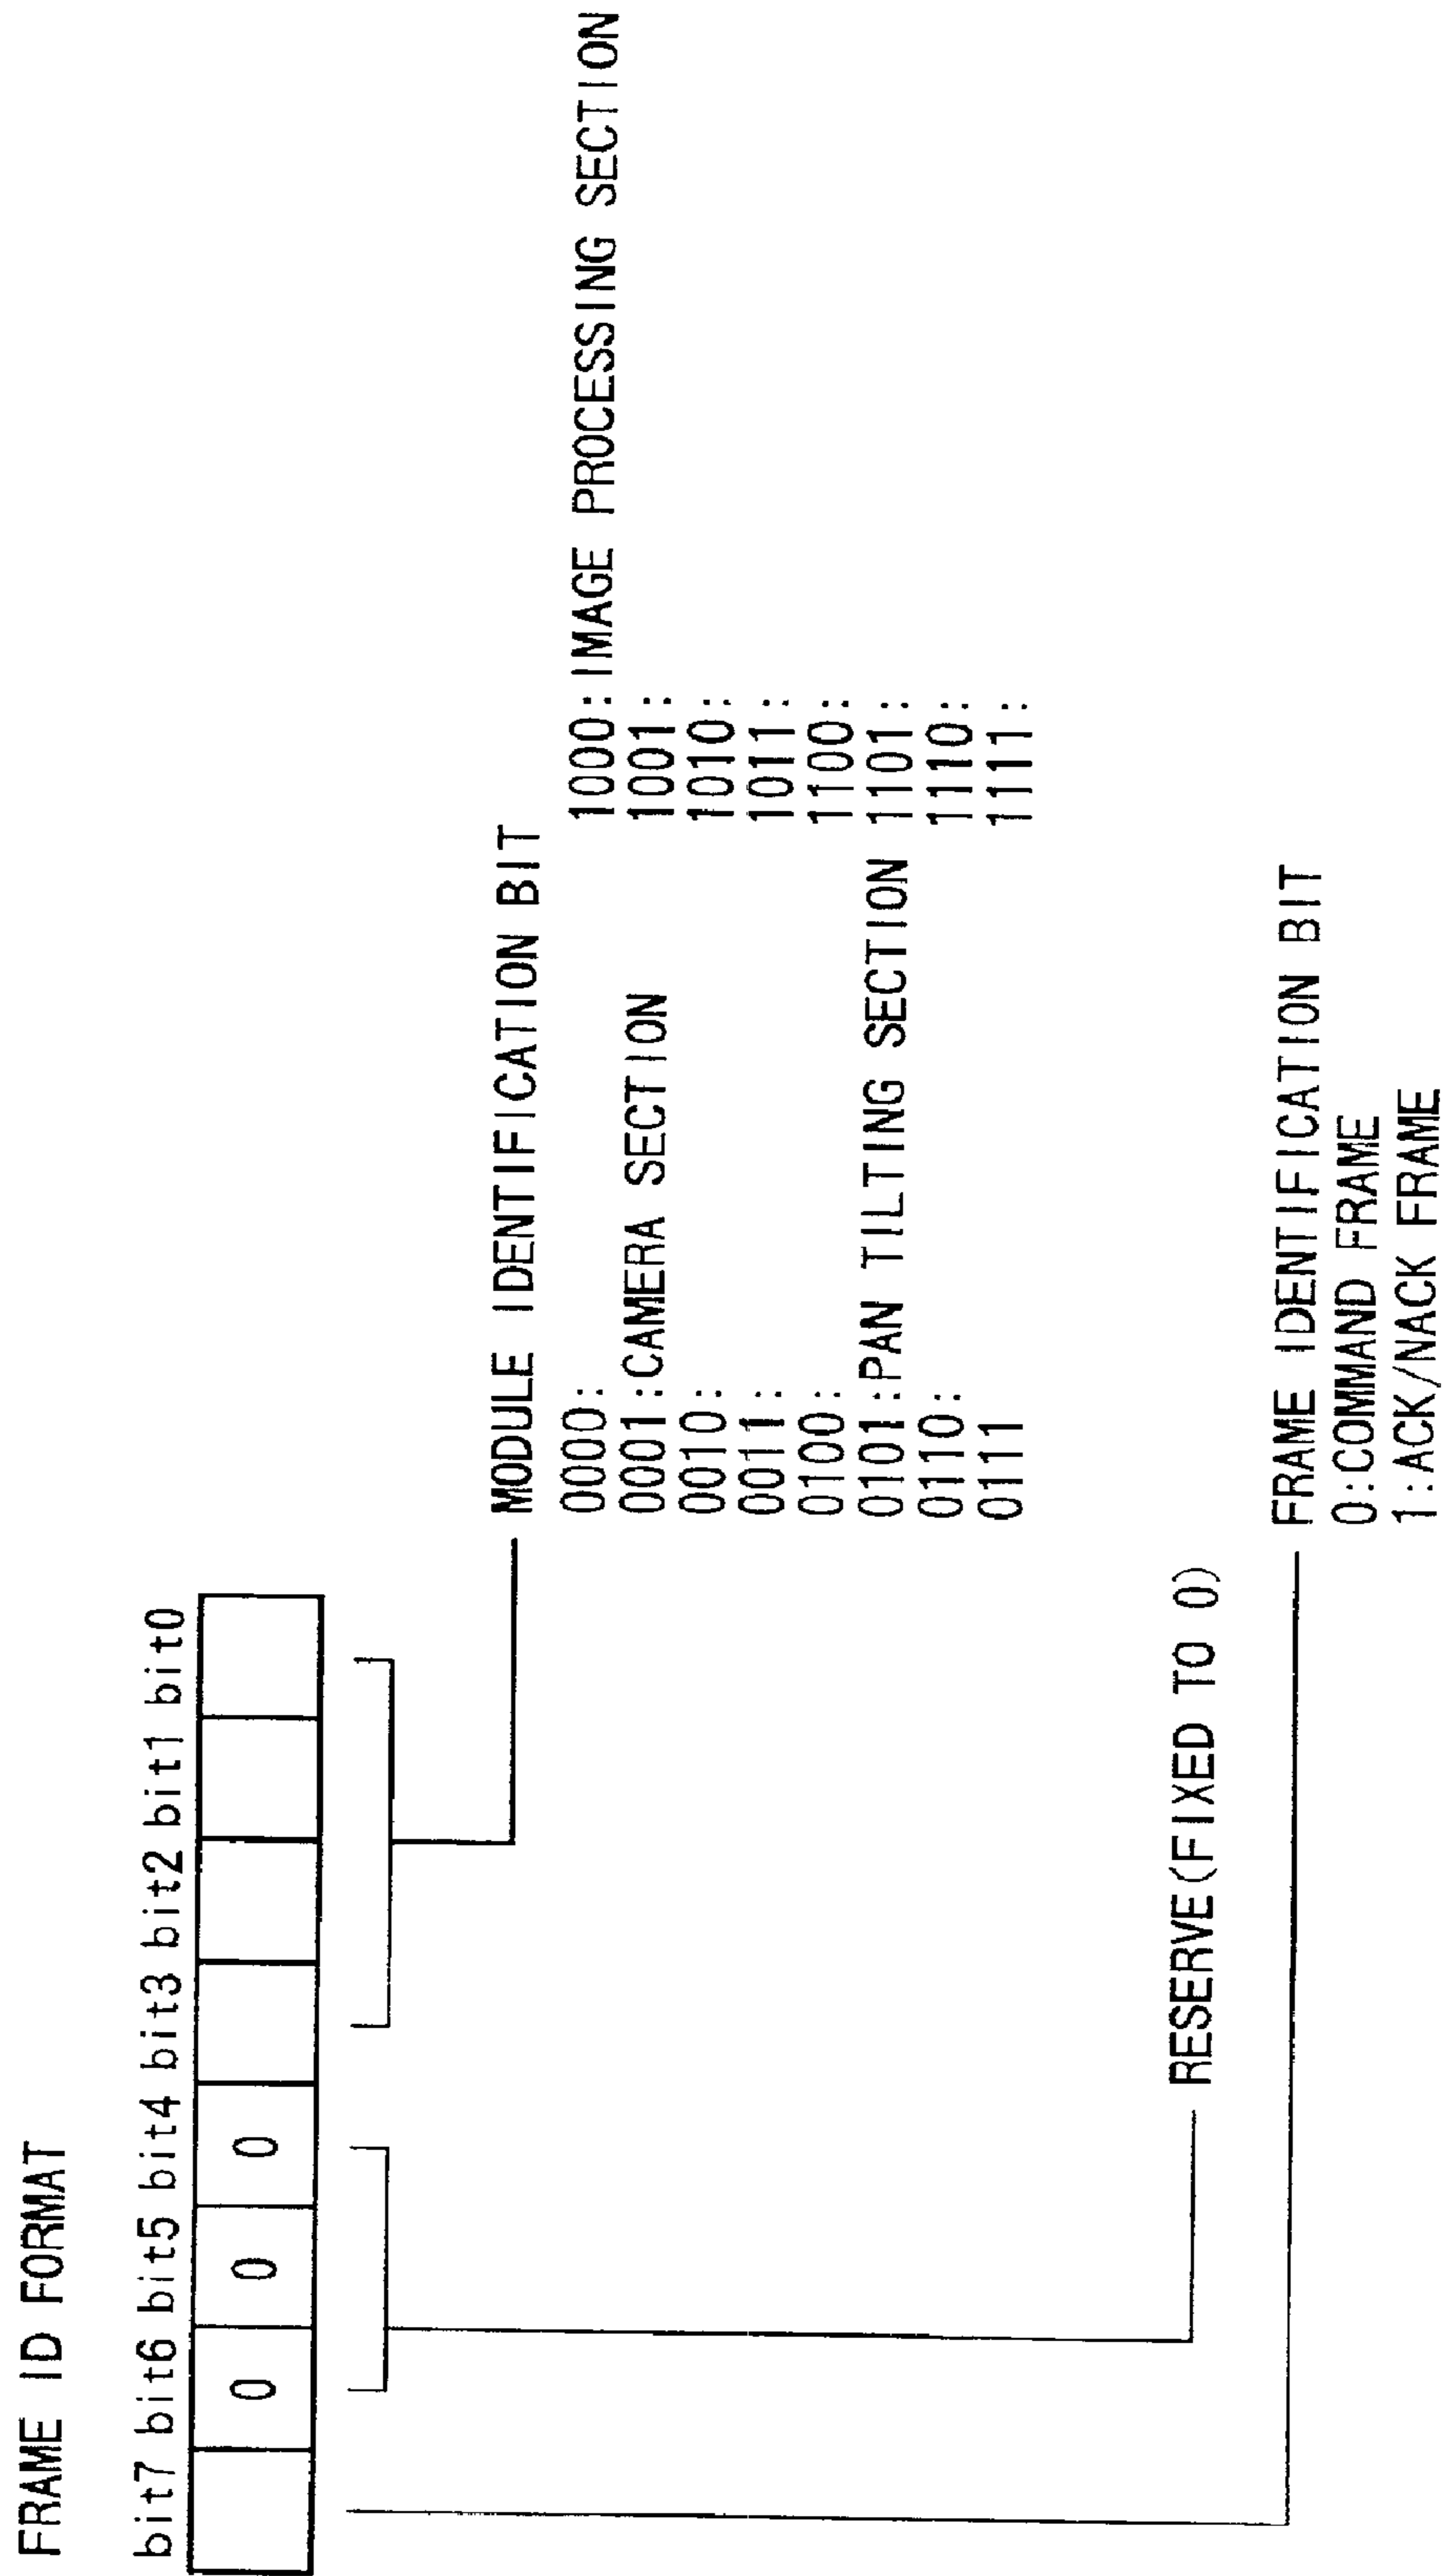 FRAME ID FORMAT
bit7 bit6 bit5 bit4 bit3 bit2 bit1 bit0
0 0 0
MODULE IDENTIFICATION BIT
0000: 1000:IMAGE PROCESSING SECTION
0001:CAMERA SECTION 1001:
0010: 1010:
0011: 1011:
0100: 1100:
0101:PAN TILTING SECTION 1101:
0110: 1110:
0111 1111:
RESERVE(FIXED TO 0)
FRAME IDENTIFICATION BIT
0:COMMAND FRAME
1:ACK/NACK FRAME